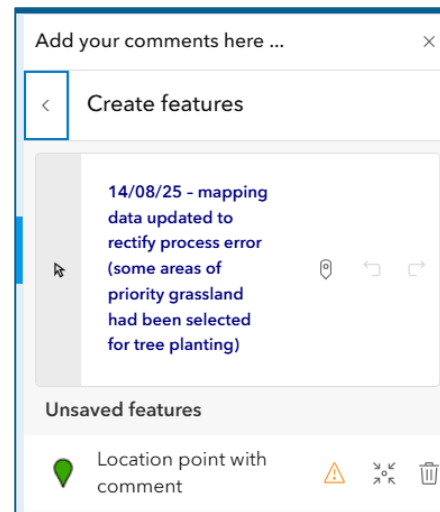 Add your comments here ...
Create features
14/08/25 - mapping
data updated to
rectify process error
(some areas of
priority grassland
had been selected
for tree planting)
Unsaved features
Location point with
comment